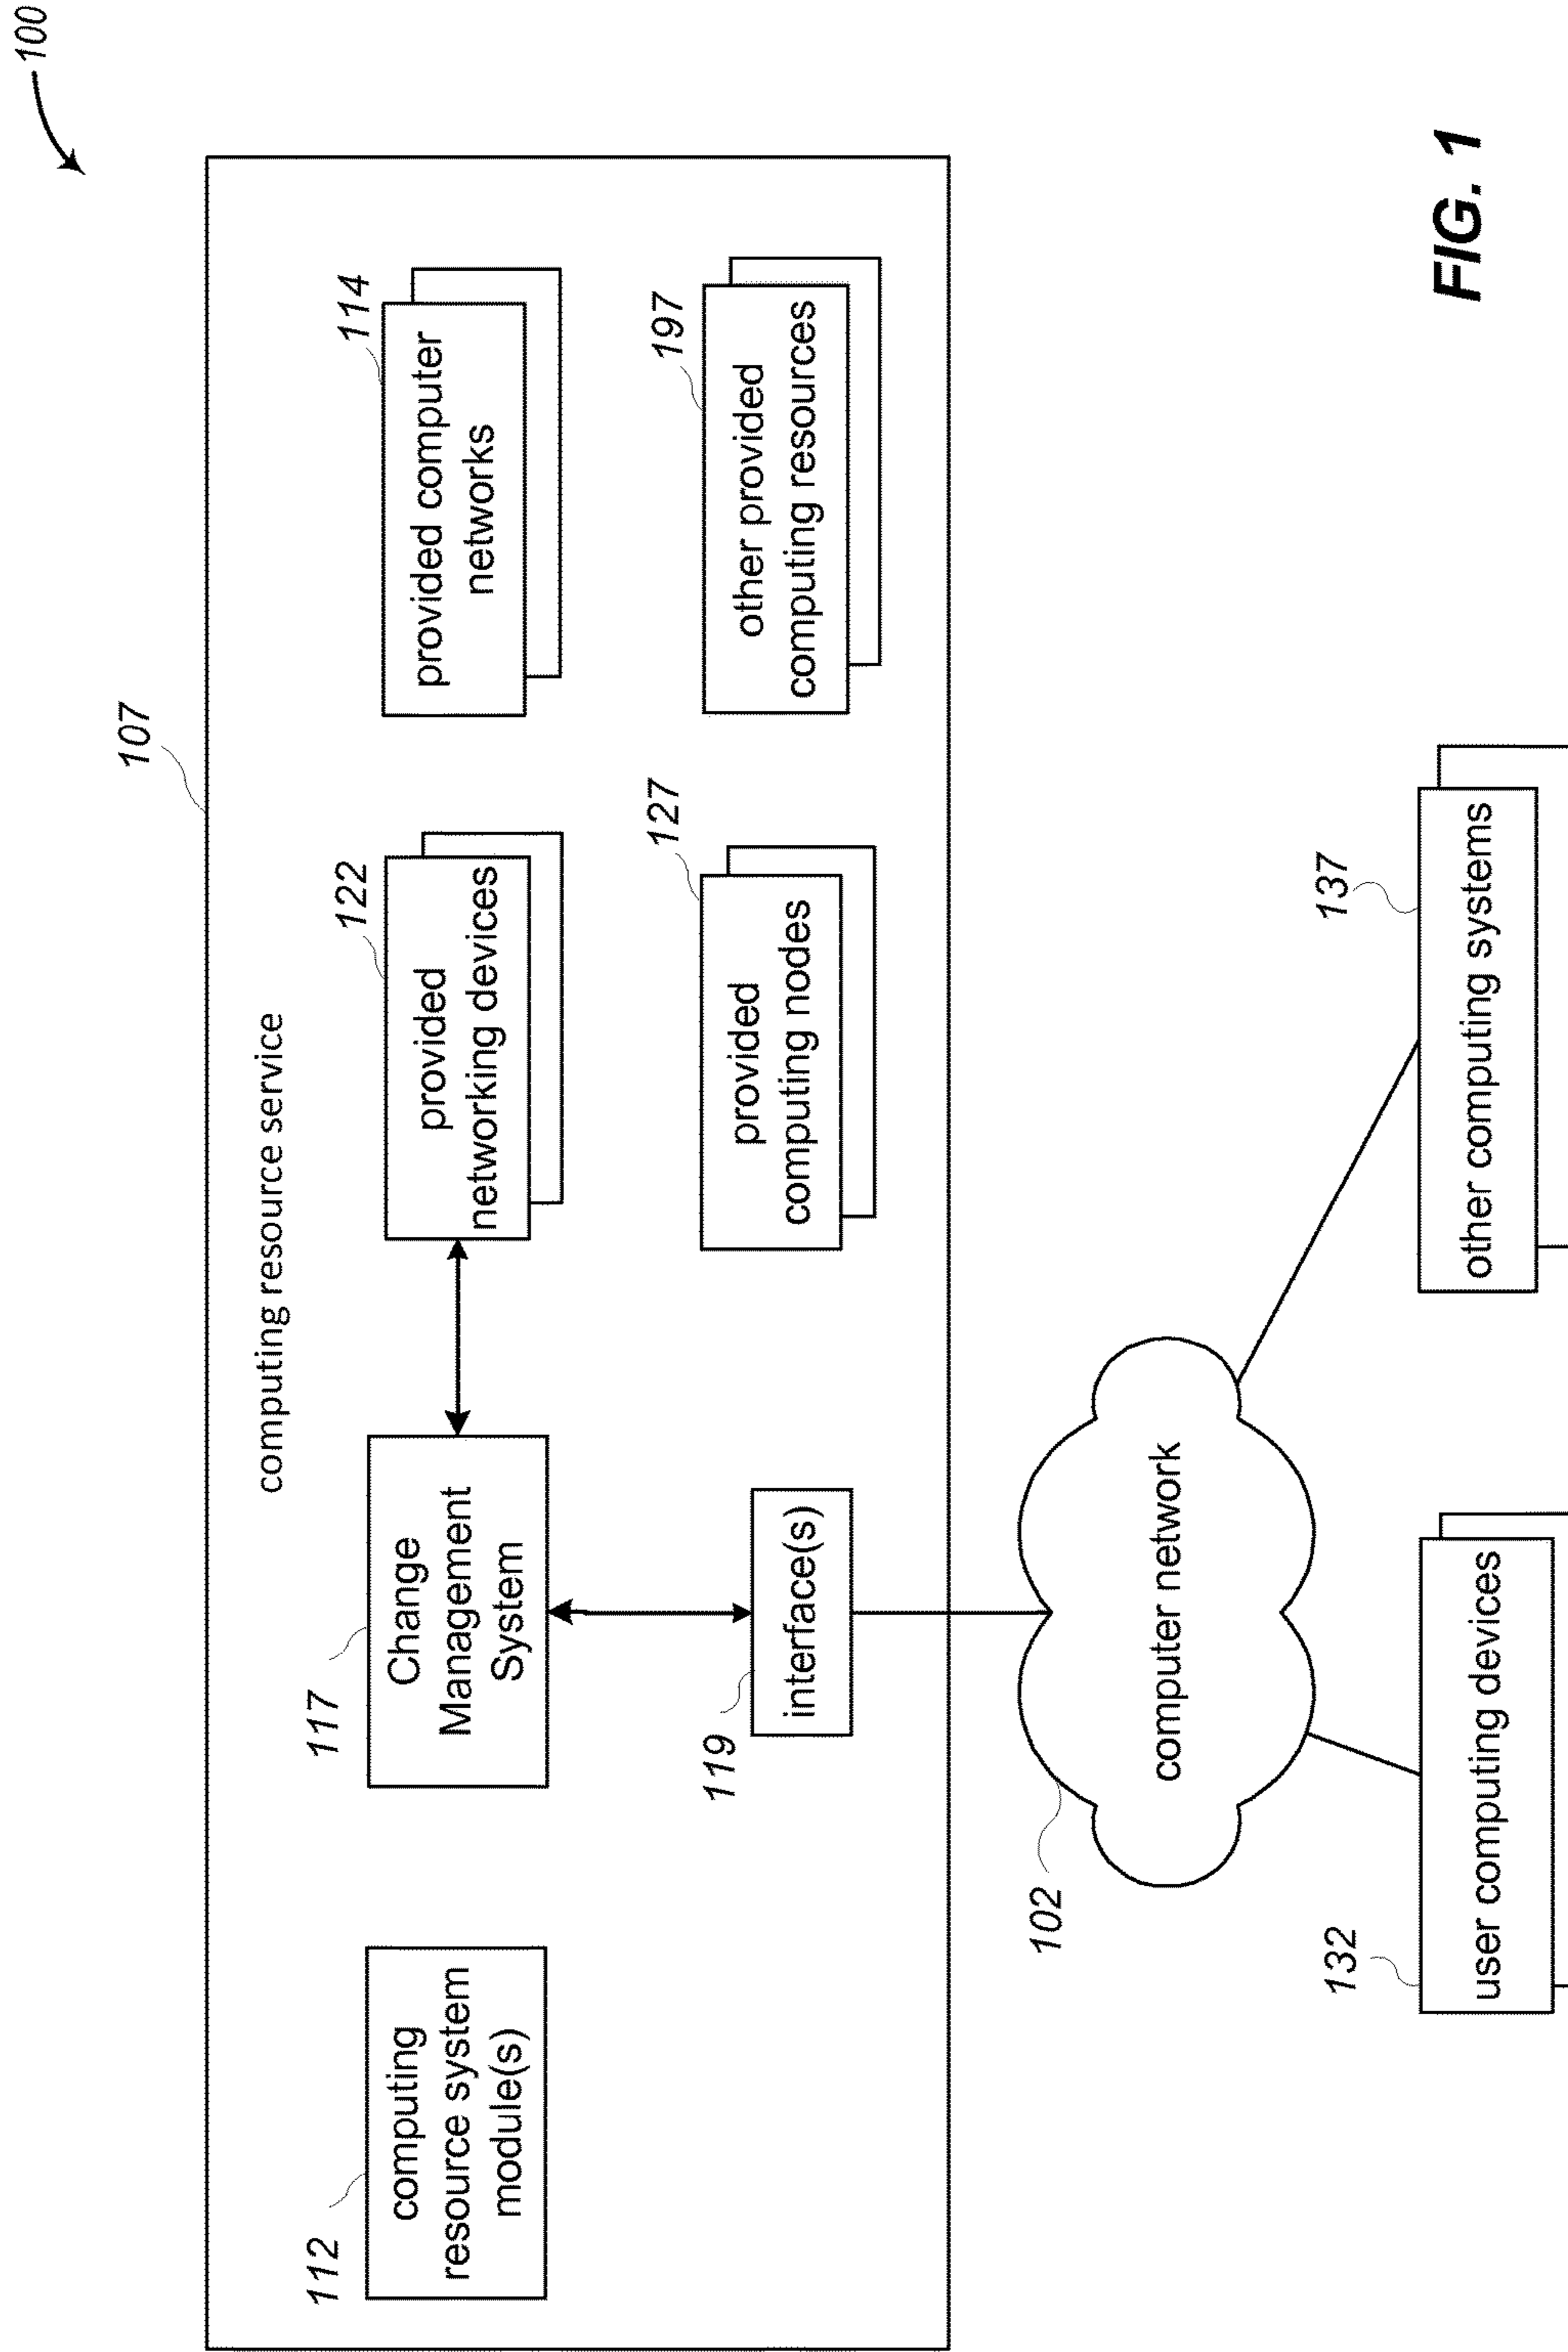 100
107
computing resource service
112
computing
resource system
module(s)
117
Change
Management
System
122
provided
networking devices
114
provided computer
networks
119
interface(s)
127
provided
computing nodes
197
other provided
computing resources
102
computer network
132
user computing devices
137
other computing systems
FIG. 1